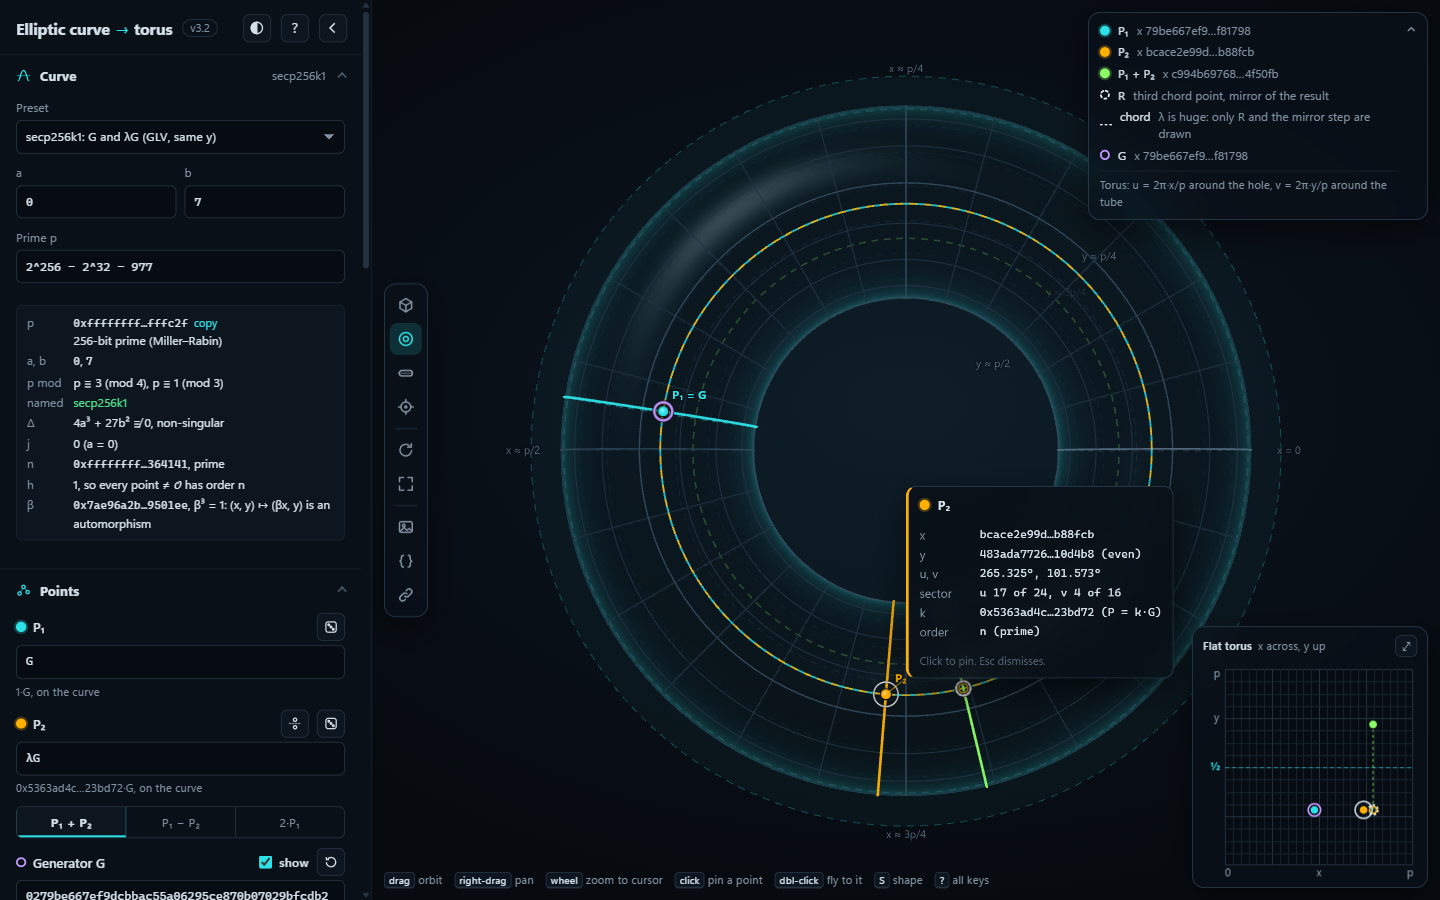 Elliptic curve → torus v3.2 ?
Curve secp256k1
Preset
secp256k1: G and λG (GLV, same y)
a b
0 7
Prime p
2^256 − 2^32 − 977
p 0xffffffff…fffc2f copy
256-bit prime (Miller–Rabin)
a, b 0, 7
p mod p ≡ 3 (mod 4), p ≡ 1 (mod 3)
named secp256k1
Δ 4a³ + 27b² ≢ 0, non-singular
j 0 (a = 0)
n 0xffffffff…364141, prime
h 1, so every point ≠ 𝒪 has order n
β 0x7ae96a2b…9501ee, β³ = 1: (x, y) ↦ (βx, y) is an
automorphism
Points
P₁
G
1·G, on the curve
P₂
λG
0x5363ad4c…23bd72·G, on the curve
P₁ + P₂ P₁ − P₂ 2·P₁
Generator G show
0279be667ef9dcbbac55a06295ce870b07029bfcdb2
x ≈ p/4
y ≈ p/4
y ≈ 3p/4
y ≈ p/2
x ≈ p/2
x = 0
x ≈ 3p/4
P₁ = G
P₂
P₂
x bcace2e99d…b88fcb
y 483ada7726…10d4b8 (even)
u, v 265.325°, 101.573°
sector u 17 of 24, v 4 of 16
k 0x5363ad4c…23bd72 (P = k·G)
order n (prime)
Click to pin. Esc dismisses.
P₁ x 79be667ef9…f81798
P₂ x bcace2e99d…b88fcb
P₁ + P₂ x c994b69768…4f50fb
R third chord point, mirror of the result
chord λ is huge: only R and the mirror step are
drawn
G x 79be667ef9…f81798
Torus: u = 2π·x/p around the hole, v = 2π·y/p around the
tube
Flat torus x across, y up
p
y
½
0 x p
drag orbit right-drag pan wheel zoom to cursor click pin a point dbl-click fly to it S shape ? all keys